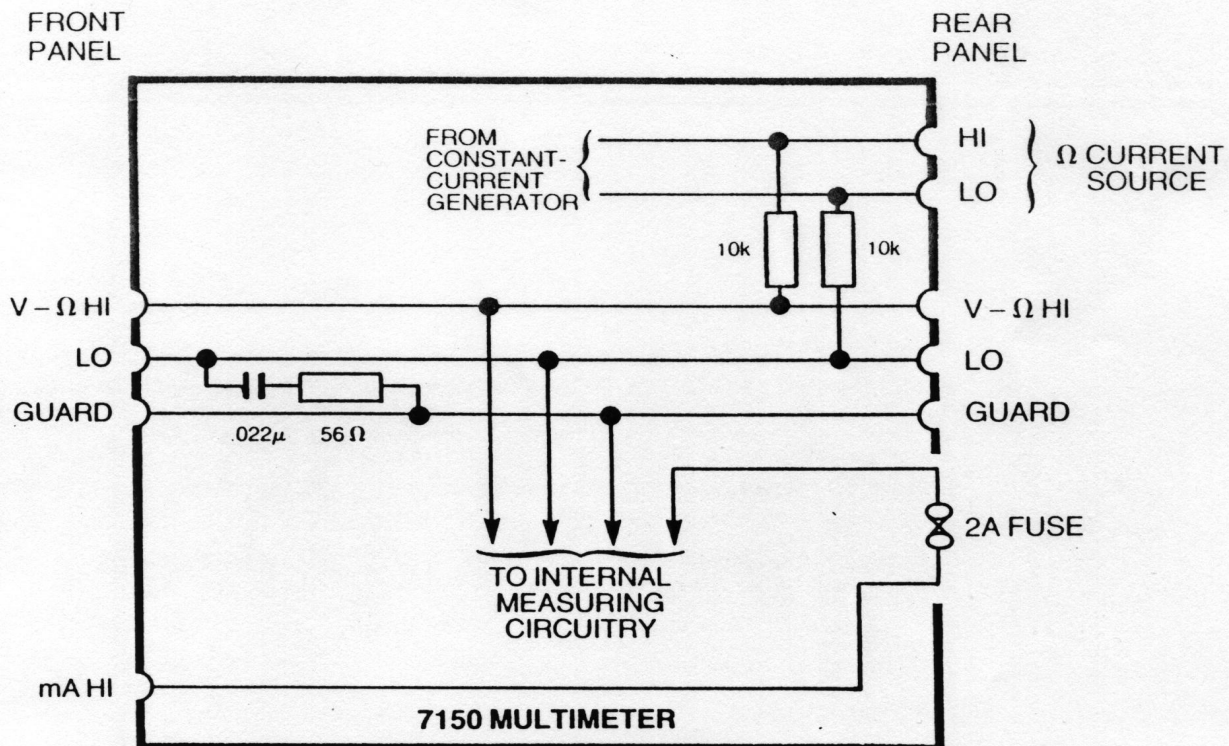 FRONT
PANEL
REAR
PANEL
FROM
CONSTANT-
CURRENT
GENERATOR
HI
LO
Ω CURRENT
SOURCE
10k
10k
V – Ω HI
V – Ω HI
LO
LO
GUARD
GUARD
.022μ
56 Ω
2A FUSE
TO INTERNAL
MEASURING
CIRCUITRY
mA HI
7150 MULTIMETER